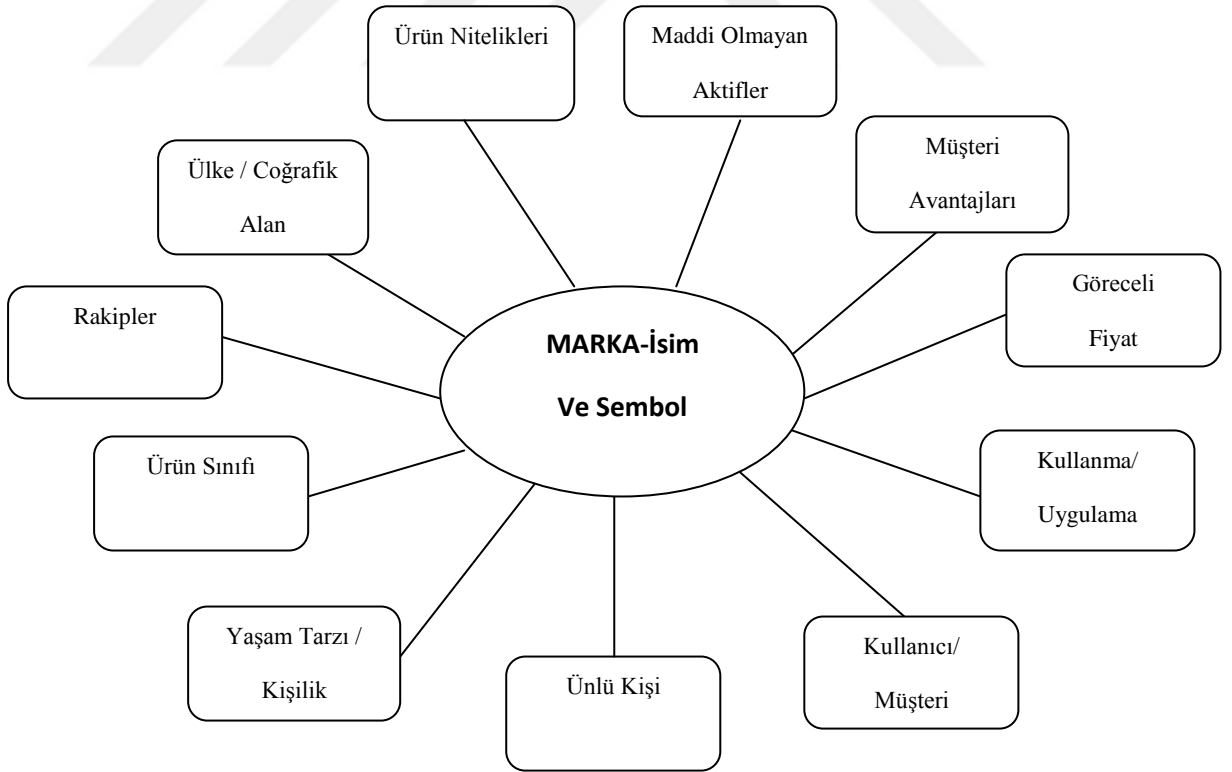 Ürün Nitelikleri
Maddi Olmayan
Aktifler
Müşteri
Avantajları
Ülke / Coğrafik
Alan
Göreceli
Fiyat
Rakipler
MARKA-İsim
Ve Sembol
Ürün Sınıfı
Kullanma/
Uygulama
Yaşam Tarzı /
Kişilik
Ünlü Kişi
Kullanıcı/
Müşteri